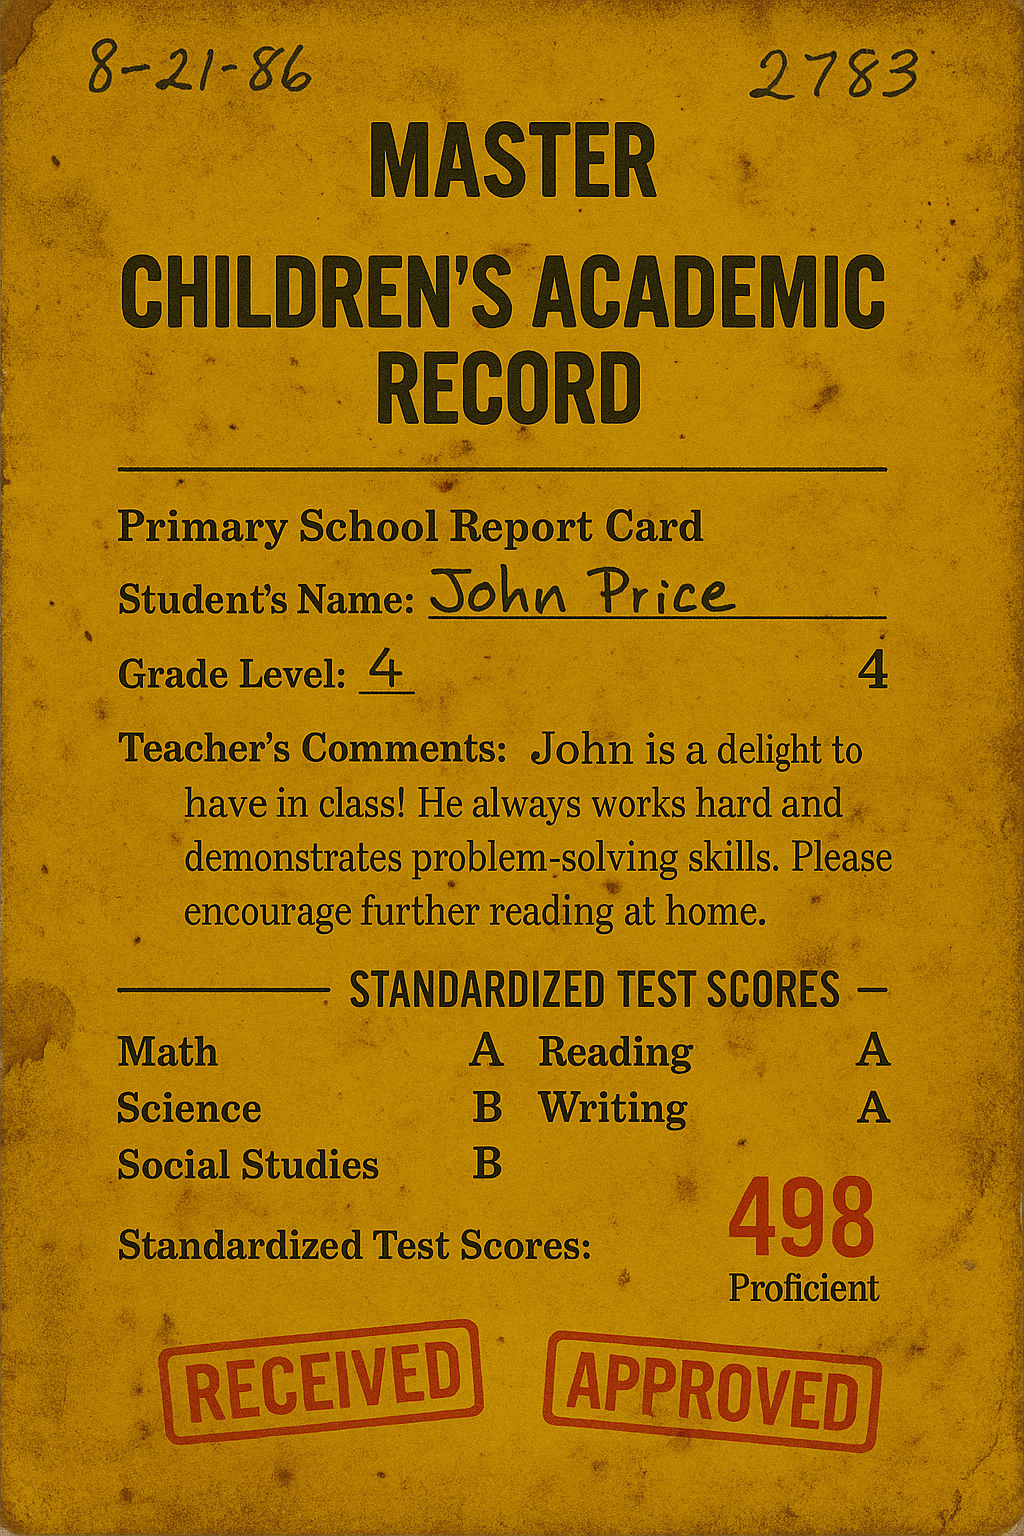 8-21-86 2783
MASTER
CHILDREN'S ACADEMIC
RECORD
Primary School Report Card
Student's Name: John Price
Grade Level: 4 4
Teacher's Comments: John is a delight to
have in class! He always works hard and
demonstrates problem-solving skills. Please
encourage further reading at home.
STANDARDIZED TEST SCORES
Math A Reading A
Science B Writing A
Social Studies B
Standardized Test Scores: 498
Proficient
RECEIVED APPROVED